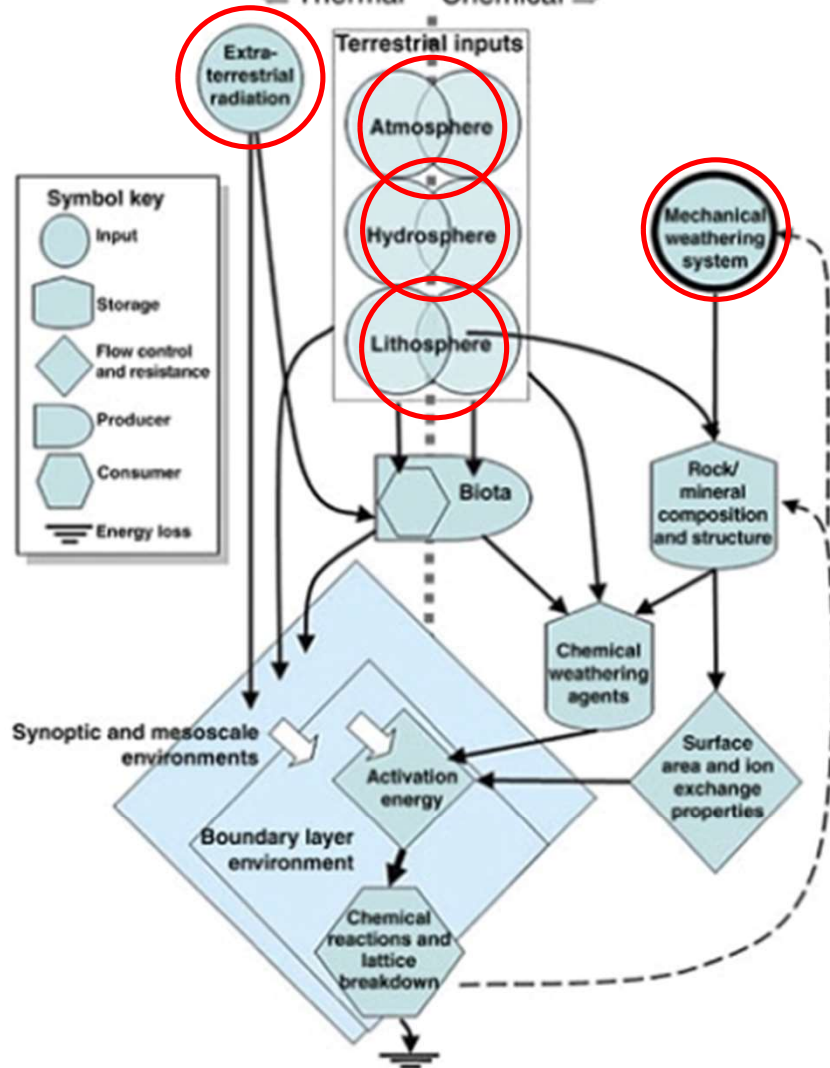 Thermal Chemical
Extra-
terrestrial
radiation
Terrestrial inputs
Atmosphere
Hydrosphere
Lithosphere
Mechanical
weathering
system
Symbol key
Input
Storage
Flow control
and resistance
Producer
Consumer
Energy loss
Biota
Rock/
mineral
composition
and structure
Chemical
weathering
agents
Synoptic and mesoscale
environments
Activation
energy
Surface
area and ion
exchange
properties
Boundary layer
environment
Chemical
reactions and
lattice
breakdown